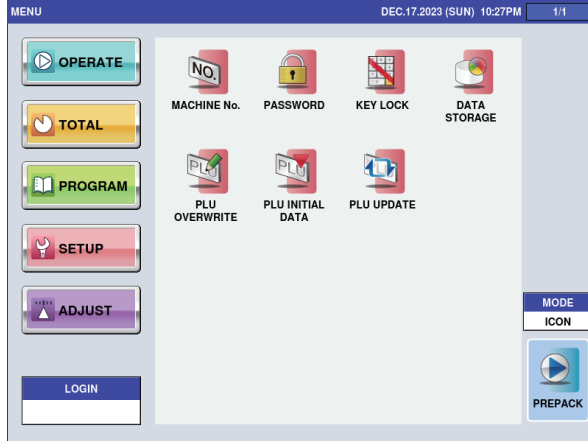 MENU
DEC.17.2023 (SUN) 10:27PM
1/1
OPERATE
TOTAL
PROGRAM
SETUP
ADJUST
LOGIN
NO.
MACHINE No.
PASSWORD
KEY LOCK
DATA
STORAGE
PLU
PLU
OVERWRITE
PLU
PLU INITIAL
DATA
PLU UPDATE
MODE
ICON
PREPACK